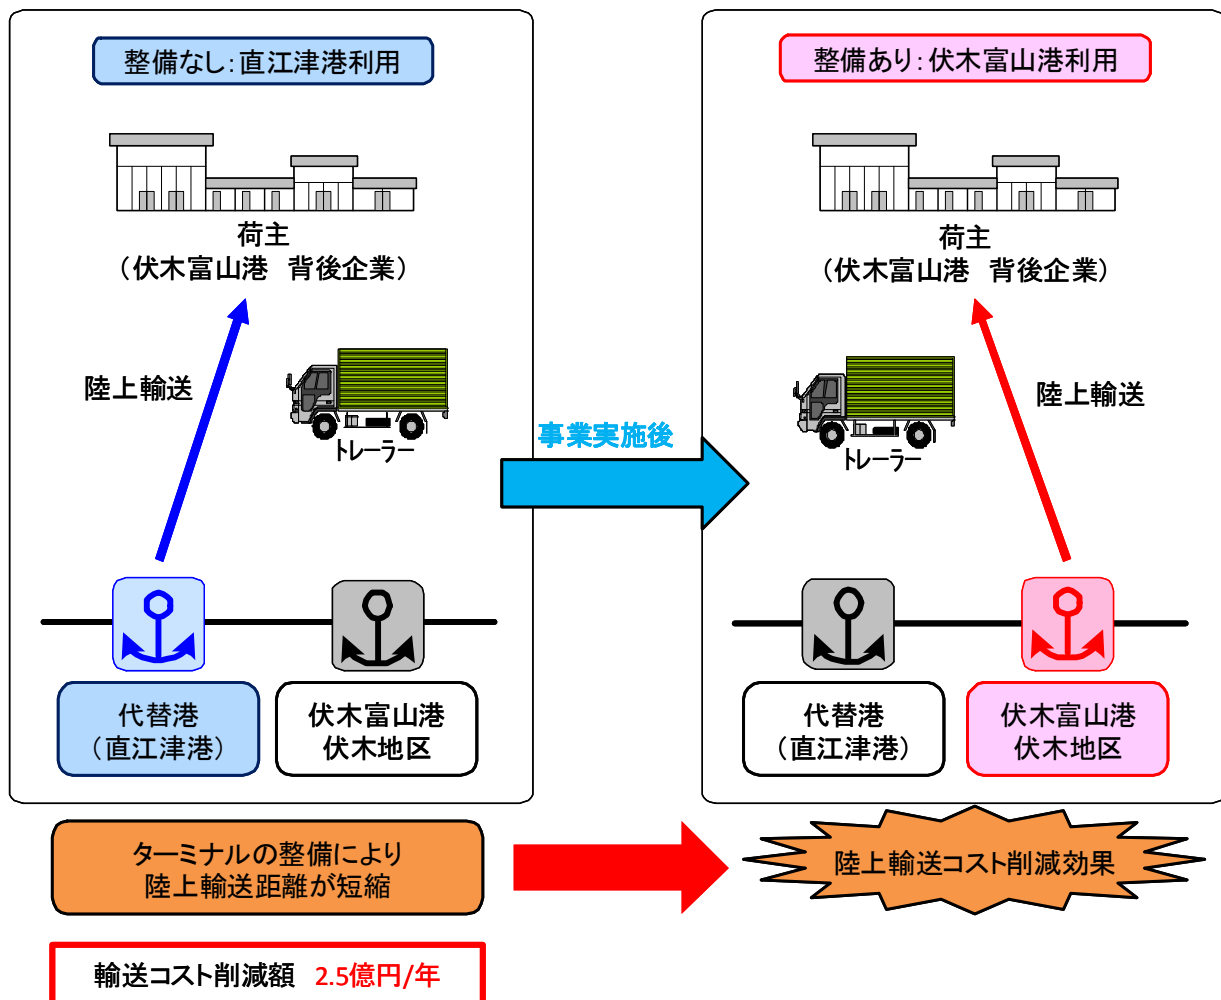 整備なし:直江津港利用
荷主
（伏木富山港　背後企業）
陸上輸送
トレーラー
代替港
（直江津港）
伏木富山港
伏木地区
事業実施後
整備あり:伏木富山港利用
荷主
（伏木富山港　背後企業）
陸上輸送
トレーラー
代替港
（直江津港）
伏木富山港
伏木地区
ターミナルの整備により
陸上輸送距離が短縮
陸上輸送コスト削減効果
輸送コスト削減額　2.5億円/年